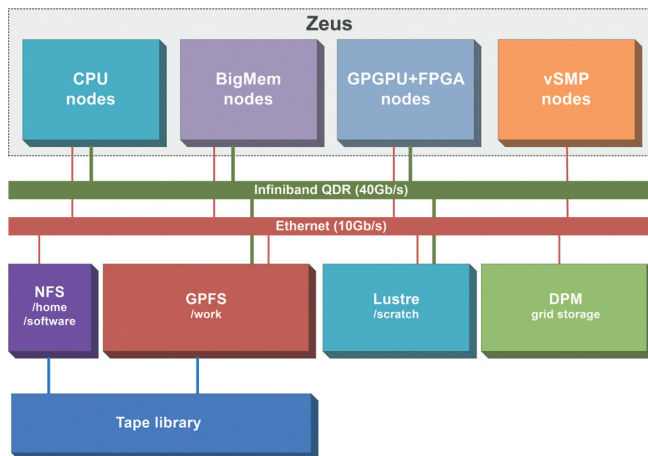 Zeus
CPU
nodes
BigMem
nodes
GPGPU+FPGA
nodes
vSMP
nodes
Infiniband QDR (40Gb/s)
Ethernet (10Gb/s)
NFS
/home
/software
GPFS
/work
Lustre
/scratch
DPM
grid storage
Tape library